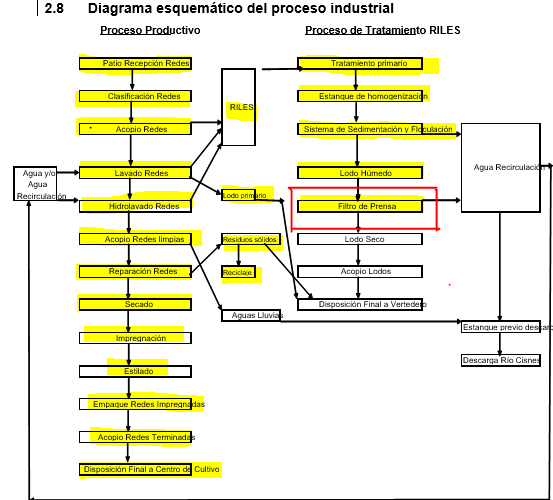 2.8 Diagrama esquemático del proceso industrial
Proceso Productivo
Proceso de Tratamiento RILES
Patio Recepción Redes
Clasificación Redes
Acopio Redes
Lavado Redes
Hidrolavado Redes
Acopio Redes limpias
Reparación Redes
Secado
Impregnación
Estilado
Empaque Redes Impregnadas
Acopio Redes Terminadas
Disposición Final a Centro de Cultivo
Agua y/o
Agua
Recirculación
RILES
Lodo primario
Residuos sólidos
Reciclaje
Aguas Lluvias
Tratamiento primario
Estanque de homogenización
Sistema de Sedimentación y Floculación
Lodo Húmedo
Filtro de Prensa
Lodo Seco
Acopio Lodos
Disposición Final a Vertedero
Agua Recirculación
Estanque previo descar
Descarga Río Cisnes